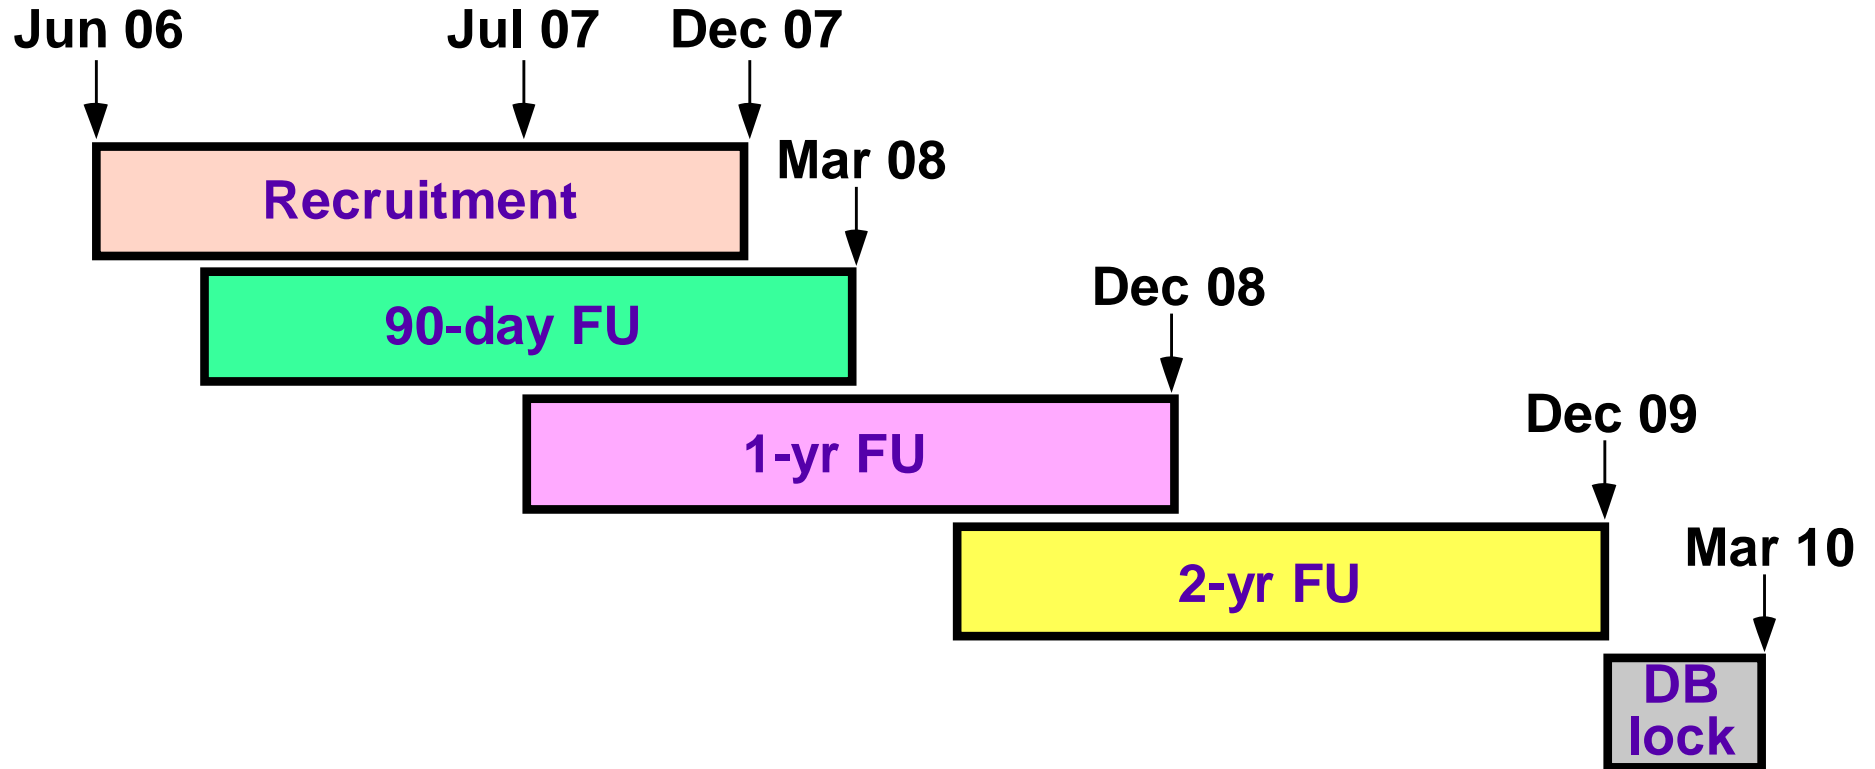 Jun 06
Jul 07
Dec 07
Recruitment
Mar 08
90-day FU
Dec 08
1-yr FU
Dec 09
2-yr FU
Mar 10
DB
lock